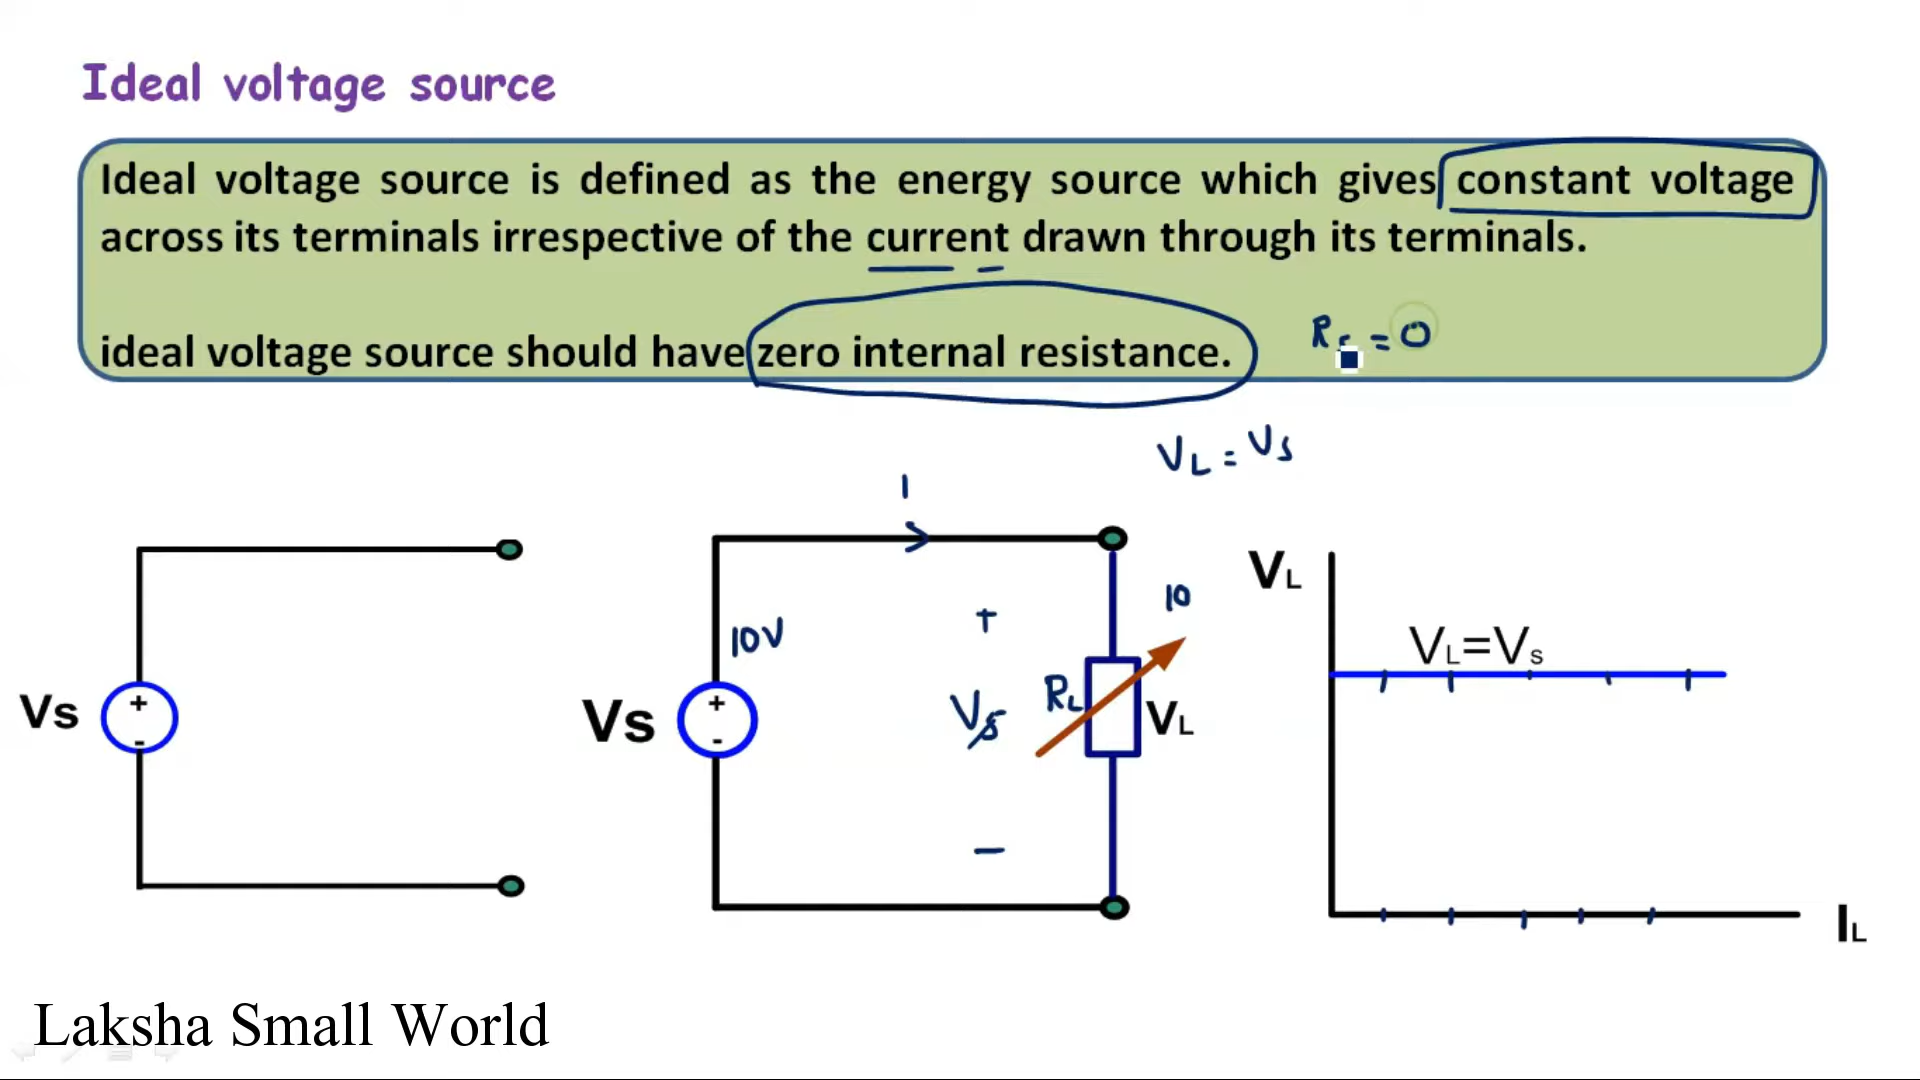 Ideal voltage source
Ideal voltage source is defined as the energy source which gives constant voltage
across its terminals irrespective of the current drawn through its terminals.
ideal voltage source should have zero internal resistance.
Rs = 0
VL = Vs
I
VL
10
10V
+
VL=Vs
RL
Vs
+
-
Vs
+
-
Vs
VL
-
IL
Laksha Small World